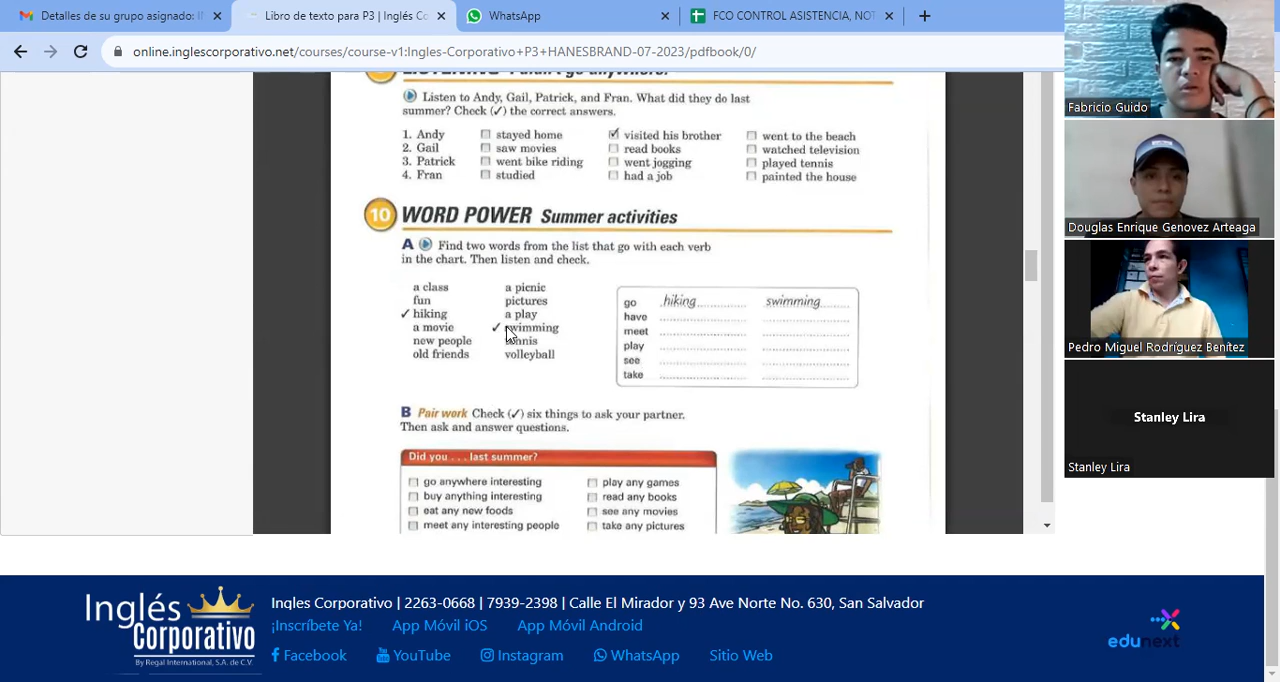 Detalles de su grupo asignado: I
Libro de texto para P3 | Inglés C
WhatsApp
FCO CONTROL ASISTENCIA, NOT
online.inglescorporativo.net/courses/course-v1:Ingles-Corporativo+P3+HANESBRAND-07-2023/pdfbook/0/
Listen to Andy, Gail, Patrick, and Fran. What did they do last
summer? Check (✓) the correct answers.
1. Andy stayed home ✓ visited his brother went to the beach
2. Gail saw movies read books watched television
3. Patrick went bike riding went jogging played tennis
4. Fran studied had a job painted the house
10 WORD POWER Summer activities
A Find two words from the list that go with each verb
in the chart. Then listen and check.
a class a picnic
fun pictures
✓ hiking a play
a movie ✓ swimming
new people tennis
old friends volleyball
go hiking swimming
have
meet
play
see
take
B Pair work Check (✓) six things to ask your partner.
Then ask and answer questions.
Did you . . . last summer?
go anywhere interesting play any games
buy anything interesting read any books
eat any new foods see any movies
meet any interesting people take any pictures
Fabricio Guido
Douglas Enrique Genovez Arteaga
Pedro Miguel Rodríguez Benítez
Stanley Lira
Stanley Lira
Inglés
Corporativo
By Regal International, S.A. de C.V.
Ingles Corporativo | 2263-0668 | 7939-2398 | Calle El Mirador y 93 Ave Norte No. 630, San Salvador
¡Inscríbete Ya! App Móvil iOS App Móvil Android
Facebook YouTube Instagram WhatsApp Sitio Web
edunext